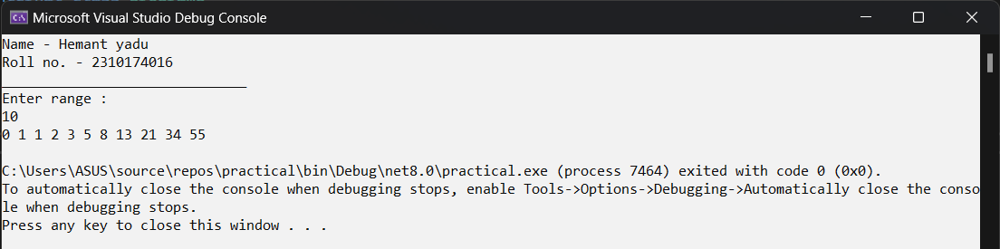 Microsoft Visual Studio Debug Console
Name - Hemant yadu
Roll no. - 2310174016
______________________________
Enter range :
10
0 1 1 2 3 5 8 13 21 34 55
C:\Users\ASUS\source\repos\practical\bin\Debug\net8.0\practical.exe (process 7464) exited with code 0 (0x0).
To automatically close the console when debugging stops, enable Tools->Options->Debugging->Automatically close the conso
le when debugging stops.
Press any key to close this window . . .